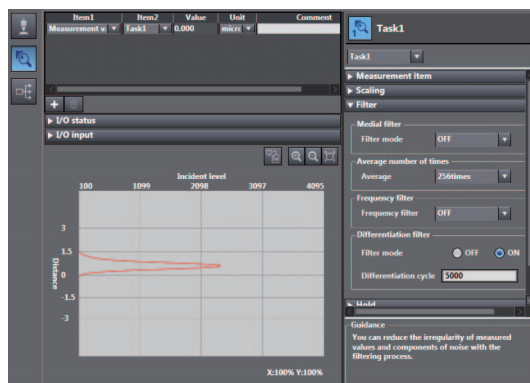 Item1 Item2 Value Unit Comment
Measurement v. Task1 0.000 micr
I/O status
I/O input
Incident level
100 1099 2098 3097 4095
3
1.5
0
-1.5
-3
Distance
X:100% Y:100%
1 Task1
Task1
Measurement item
Scaling
Filter
Medial filter
Filter mode OFF
Average number of times
Average 256times
Frequency filter
Frequency filter OFF
Differentiation filter
Filter mode OFF ON
Differentiation cycle 5000
Hold
Guidance
You can reduce the irregularity of measured
values and components of noise with the
filtering process.